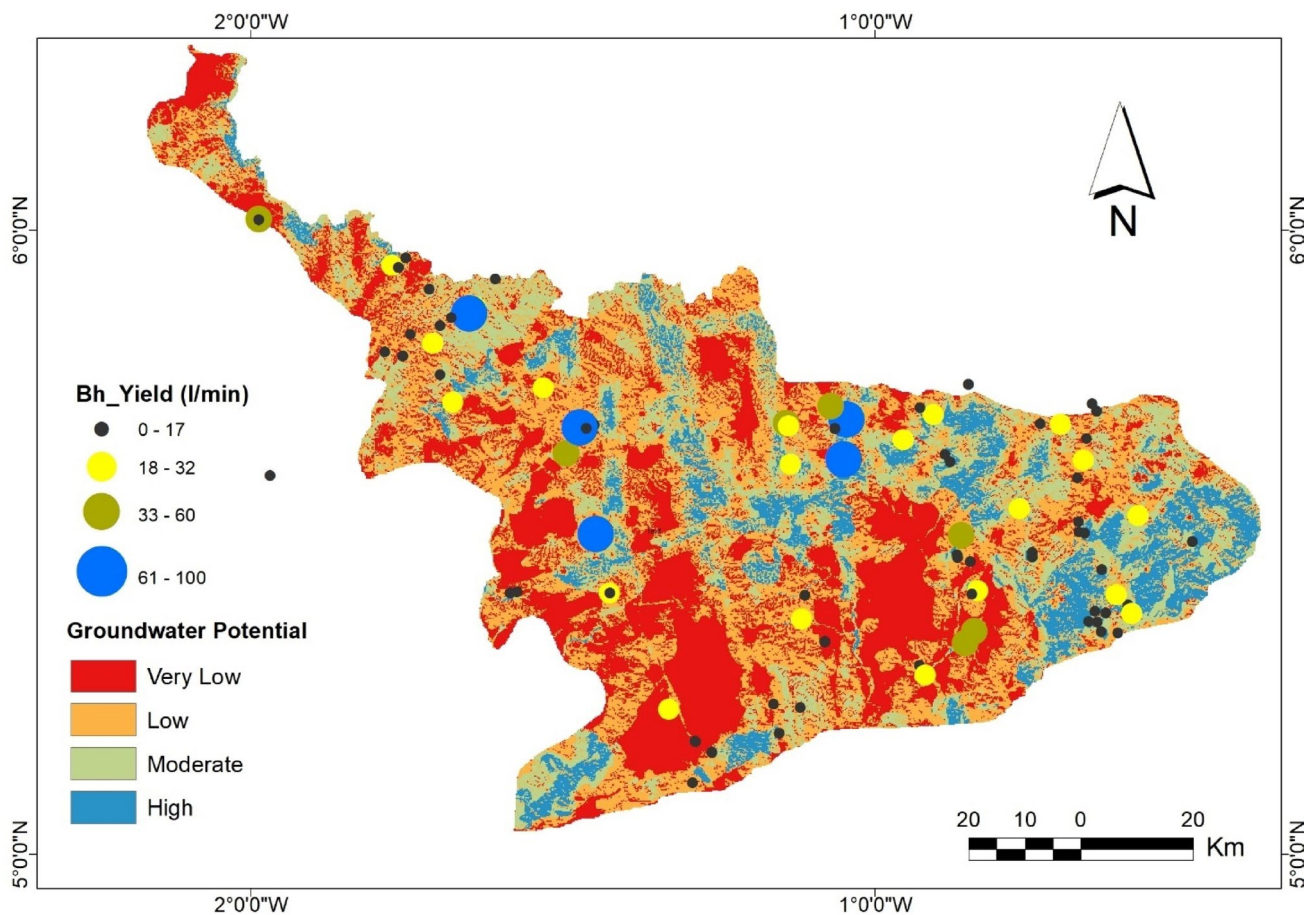 2°0'0"W 1°0'0"W
6°0'0"N 6°0'0"N
N
Bh_Yield (l/min)
0 - 17
18 - 32
33 - 60
61 - 100
Groundwater Potential
Very Low
Low
Moderate
High
20 10 0 20
Km
5°0'0"N 5°0'0"N
2°0'0"W 1°0'0"W